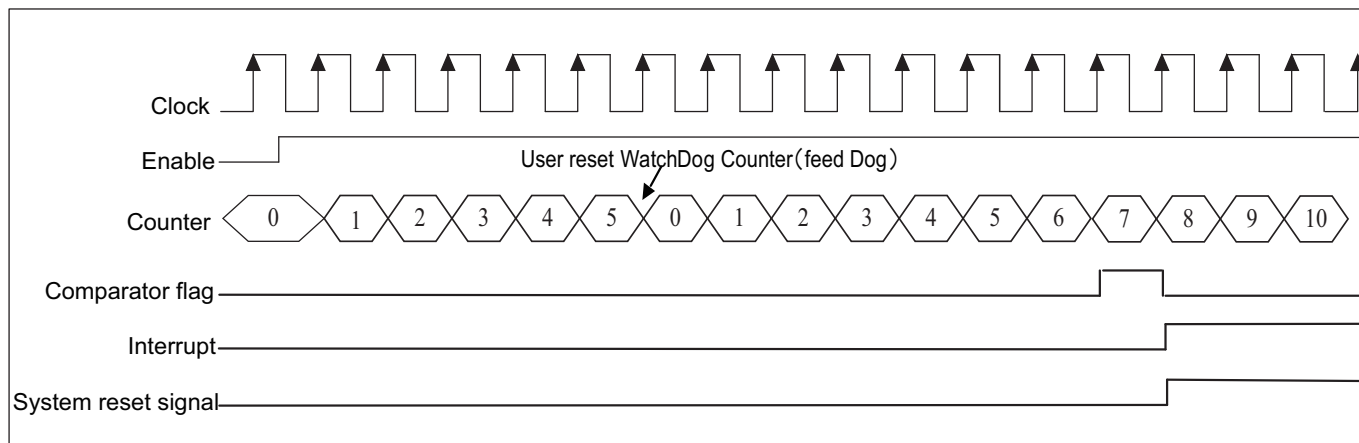 Clock
Enable
User reset WatchDog Counter（feed Dog）
Counter 0 1 2 3 4 5 0 1 2 3 4 5 6 7 8 9 10
Comparator flag
Interrupt
System reset signal